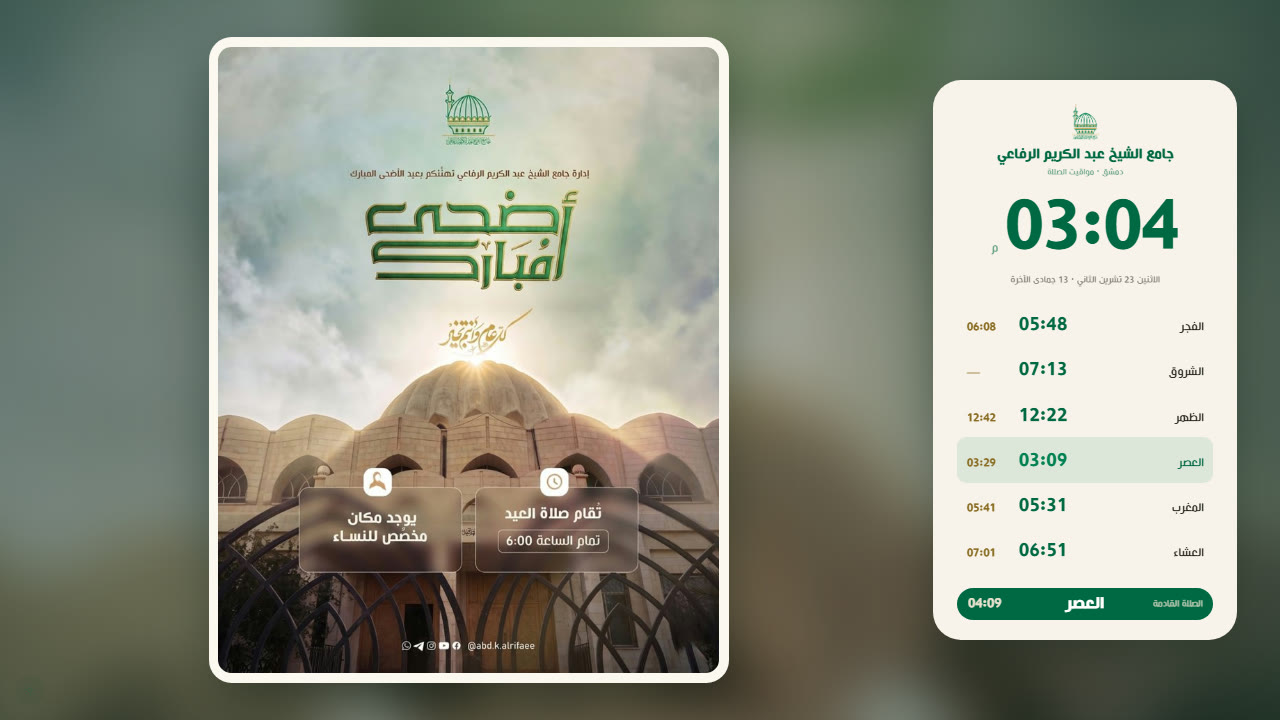 إدارة جامع الشيخ عبد الكريم الرفاعي تهنئكم بعيد الأضحى المبارك
أضحى
مُبارك
كل عام وأنتم بخير
تُقام صلاة العيد
تمام الساعة 6:00
يوجد مكان
مخصّص للنساء
@abd.k.alrifaee
جامع الشيخ عبد الكريم الرفاعي
دمشق • مواقيت الصلاة
03:04 م
الاثنين 23 تشرين الثاني • 13 جمادى الآخرة
الفجر 05:48 06:08
الشروق 07:13 —
الظهر 12:22 12:42
العصر 03:09 03:29
المغرب 05:31 05:41
العشاء 06:51 07:01
الصلاة القادمة العصر 04:09